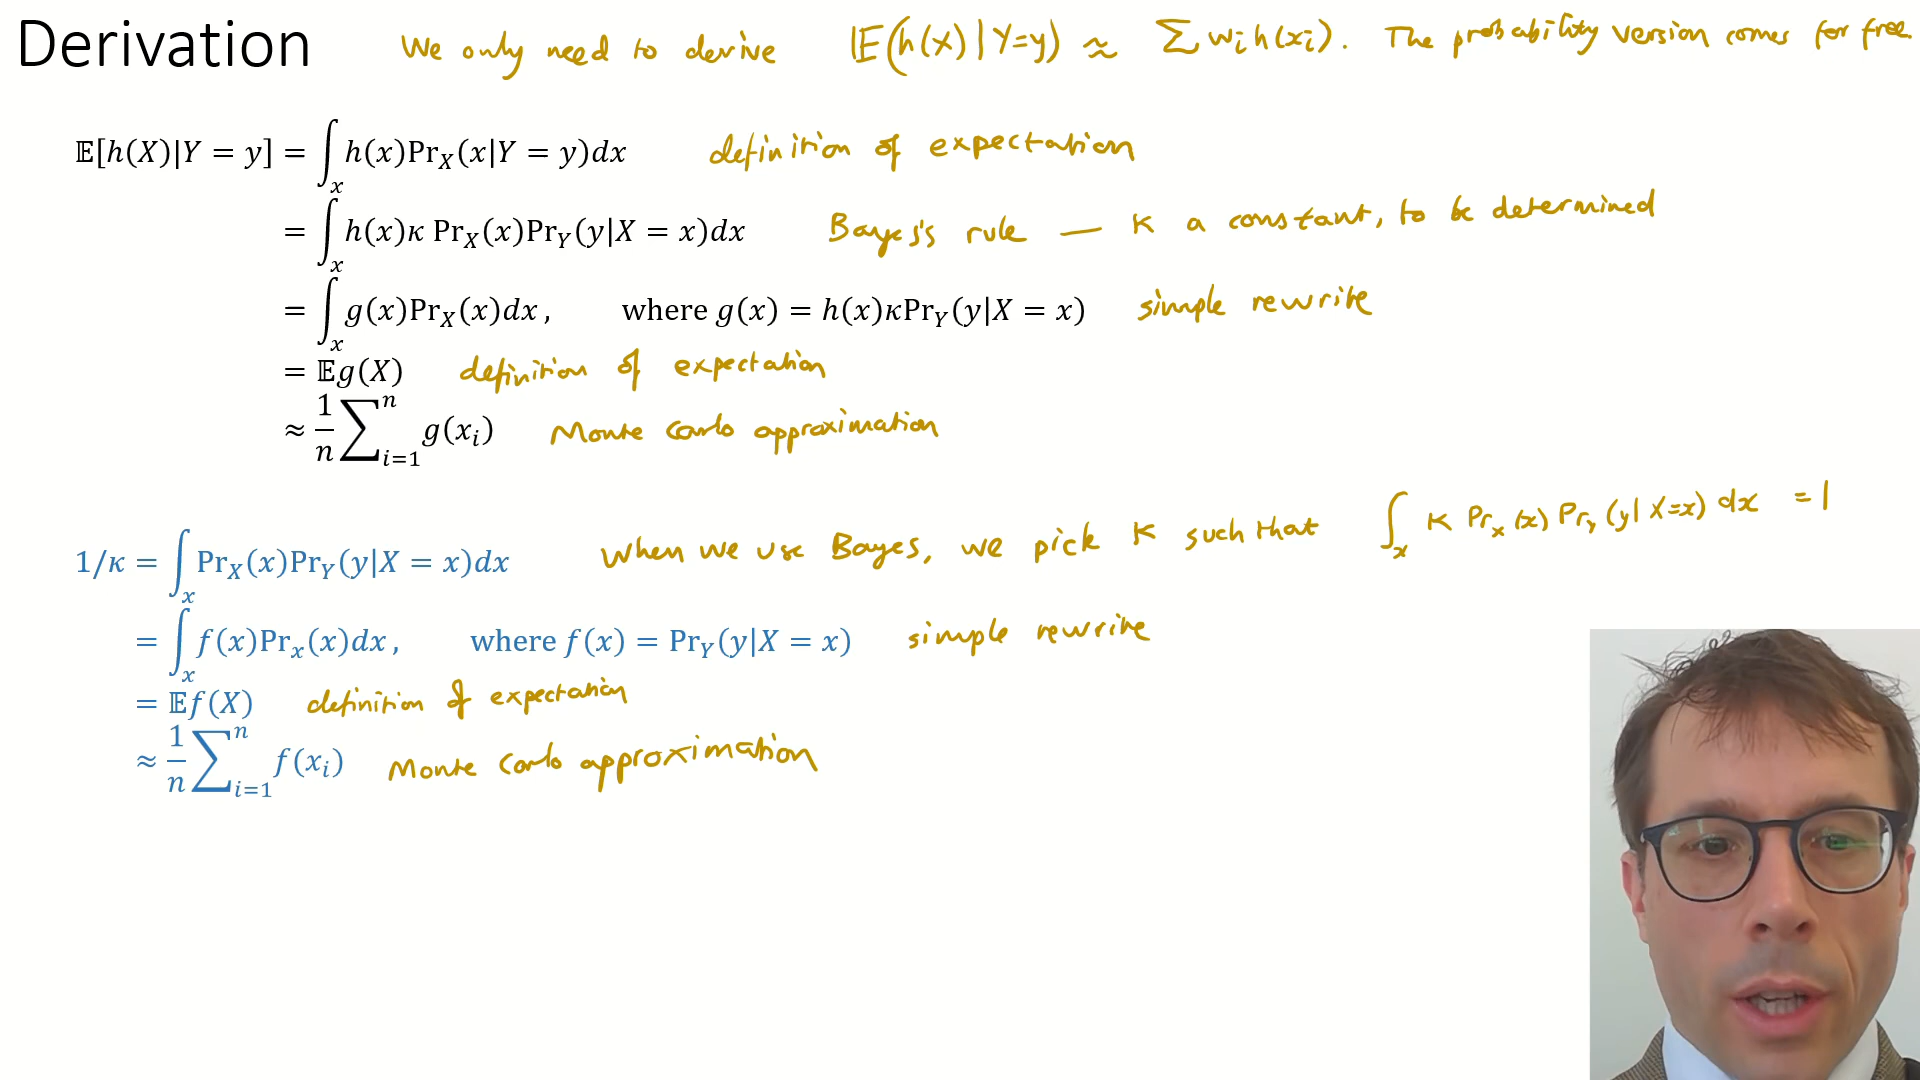 Derivation We only need to derive 𝔼(h(X)|Y=y) ≈ ∑ wᵢ h(xᵢ). The probability version comes for free.
𝔼[h(X)|Y = y] = ∫ₓ h(x)Pr_X(x|Y = y)dx definition of expectation
= ∫ₓ h(x)κ Pr_X(x)Pr_Y(y|X = x)dx Bayes's rule — κ a constant, to be determined
= ∫ₓ g(x)Pr_X(x)dx, where g(x) = h(x)κPr_Y(y|X = x) simple rewrite
= 𝔼g(X) definition of expectation
≈ 1/n ∑ⁿᵢ₌₁ g(xᵢ) Monte Carlo approximation
1/κ = ∫ₓ Pr_X(x)Pr_Y(y|X = x)dx When we use Bayes, we pick κ such that ∫ₓ κ Pr_X(x) Pr_Y(y|X=x) dx = 1
= ∫ₓ f(x)Pr_x(x)dx, where f(x) = Pr_Y(y|X = x) simple rewrite
= 𝔼f(X) definition of expectation
≈ 1/n ∑ⁿᵢ₌₁ f(xᵢ) Monte Carlo approximation